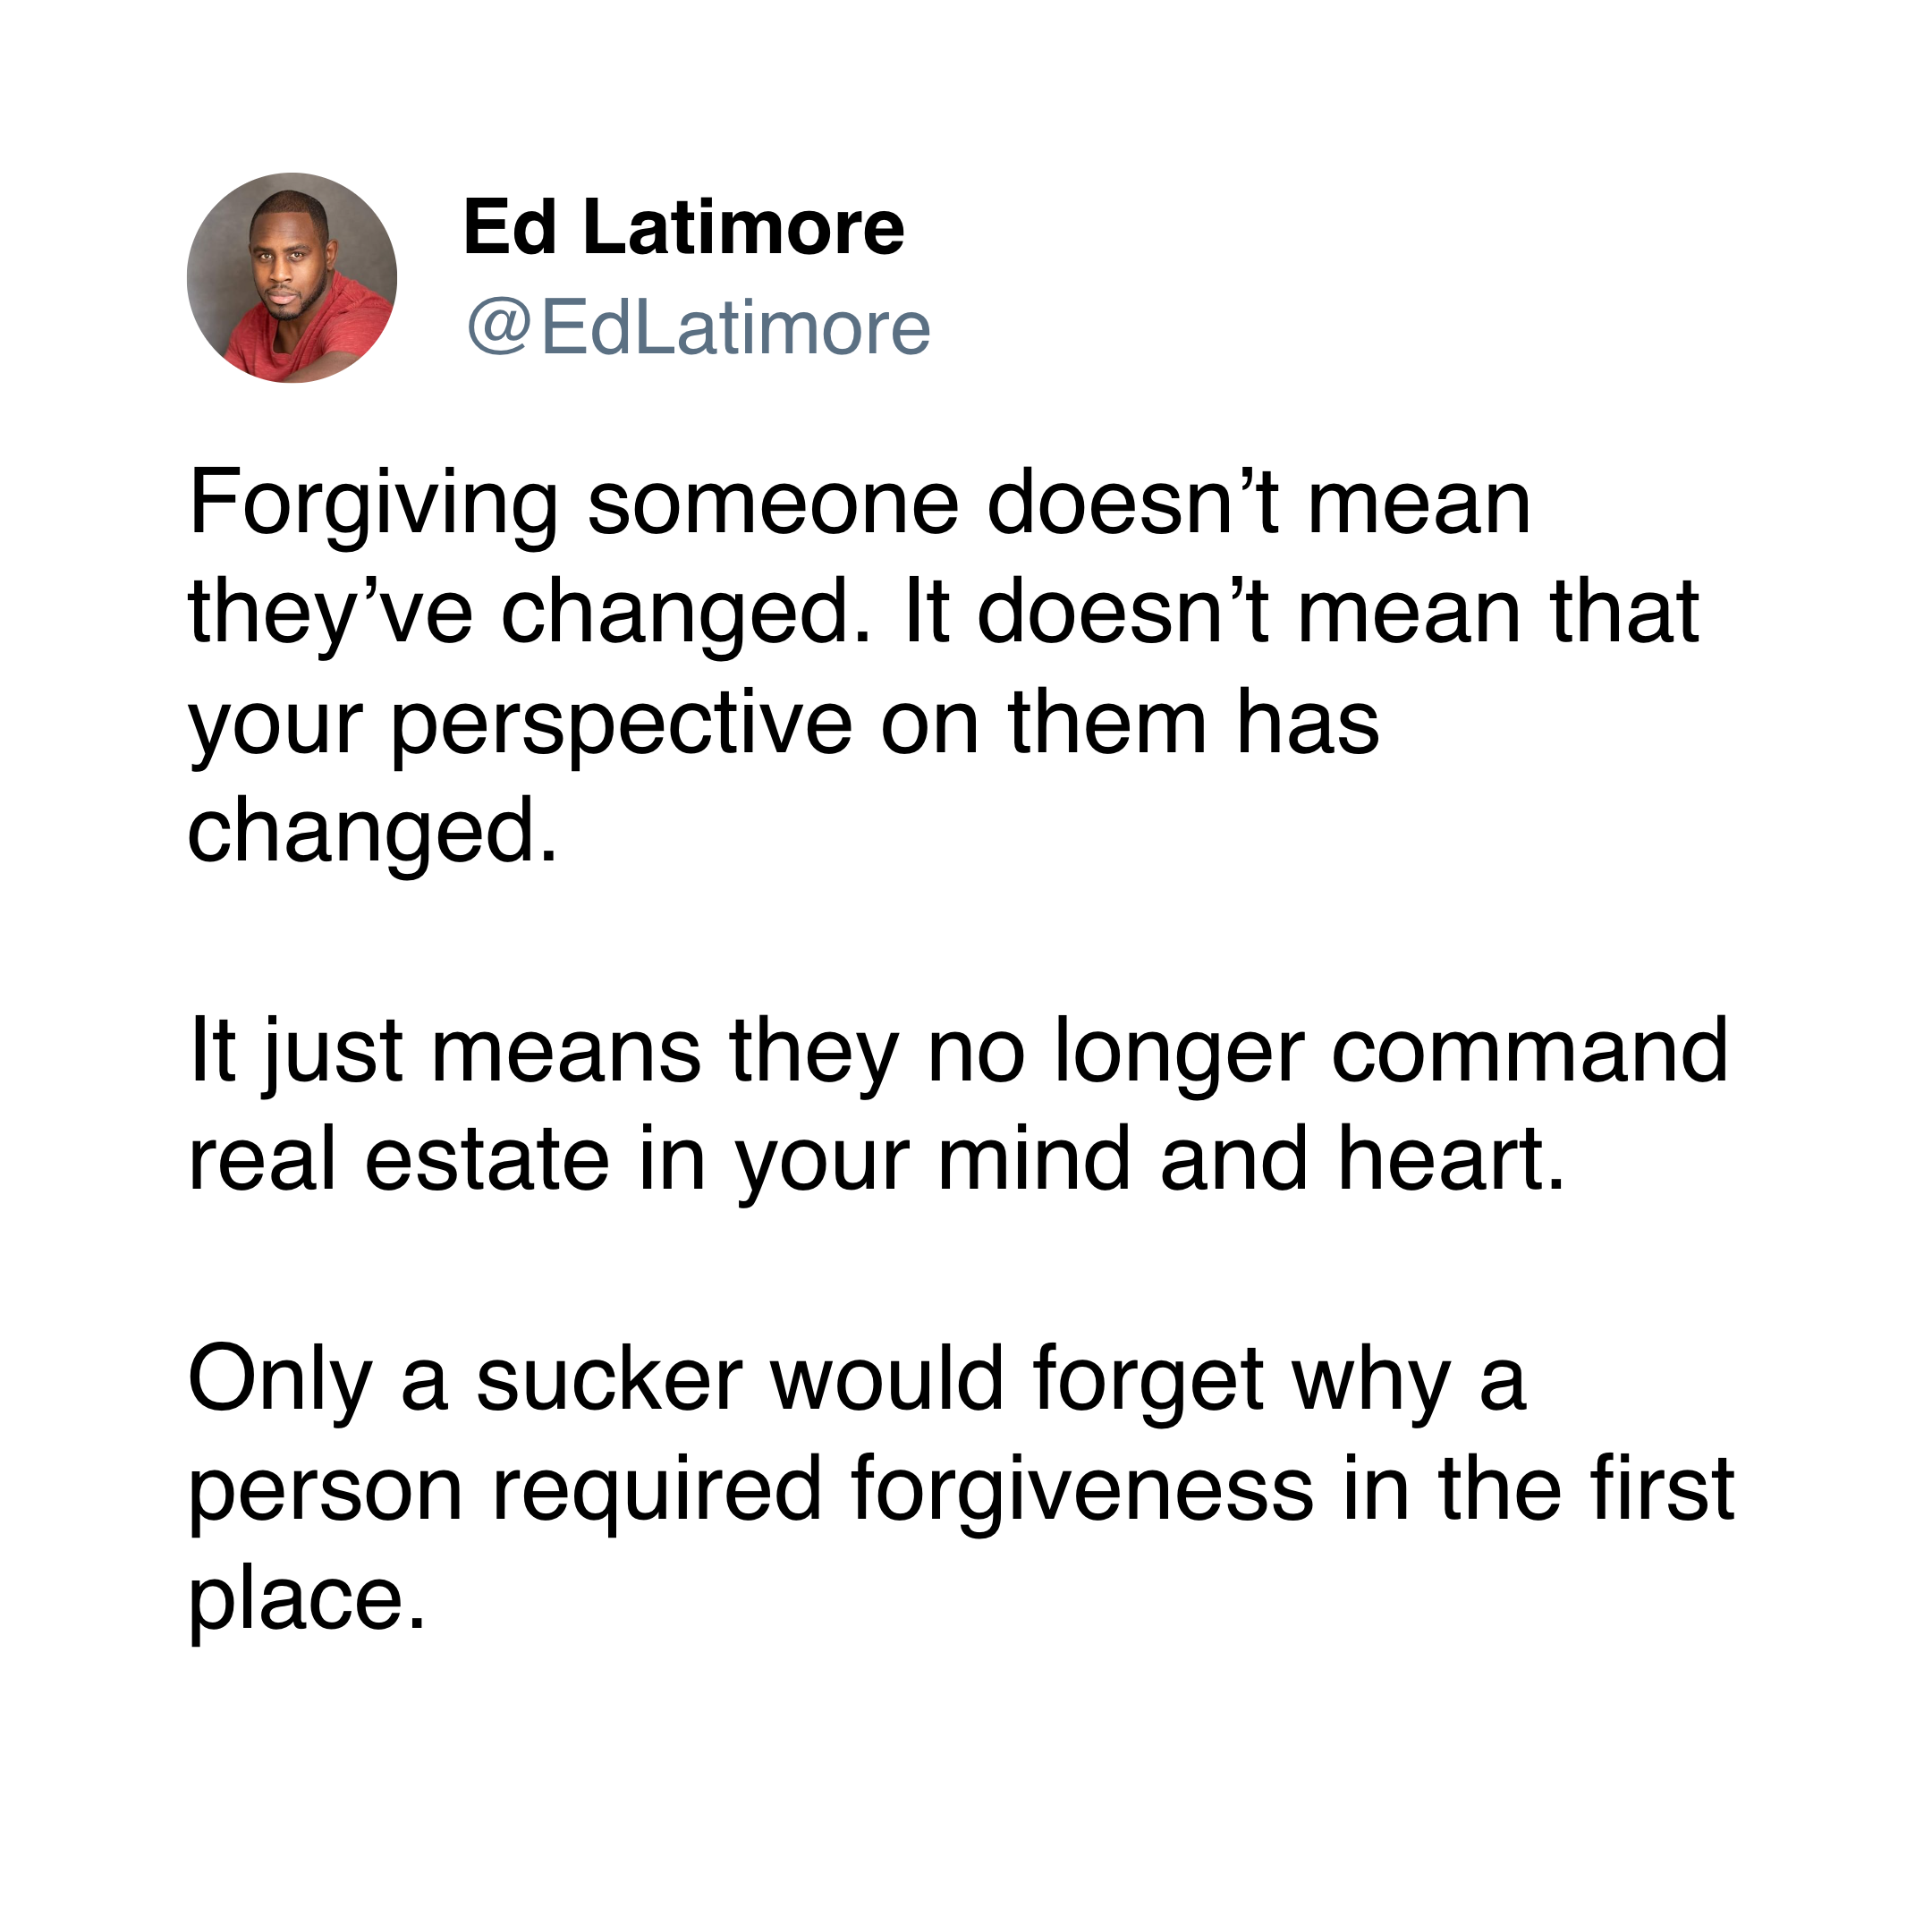 Ed Latimore
@EdLatimore
Forgiving someone doesn’t mean
they’ve changed. It doesn’t mean that
your perspective on them has
changed.
It just means they no longer command
real estate in your mind and heart.
Only a sucker would forget why a
person required forgiveness in the first
place.